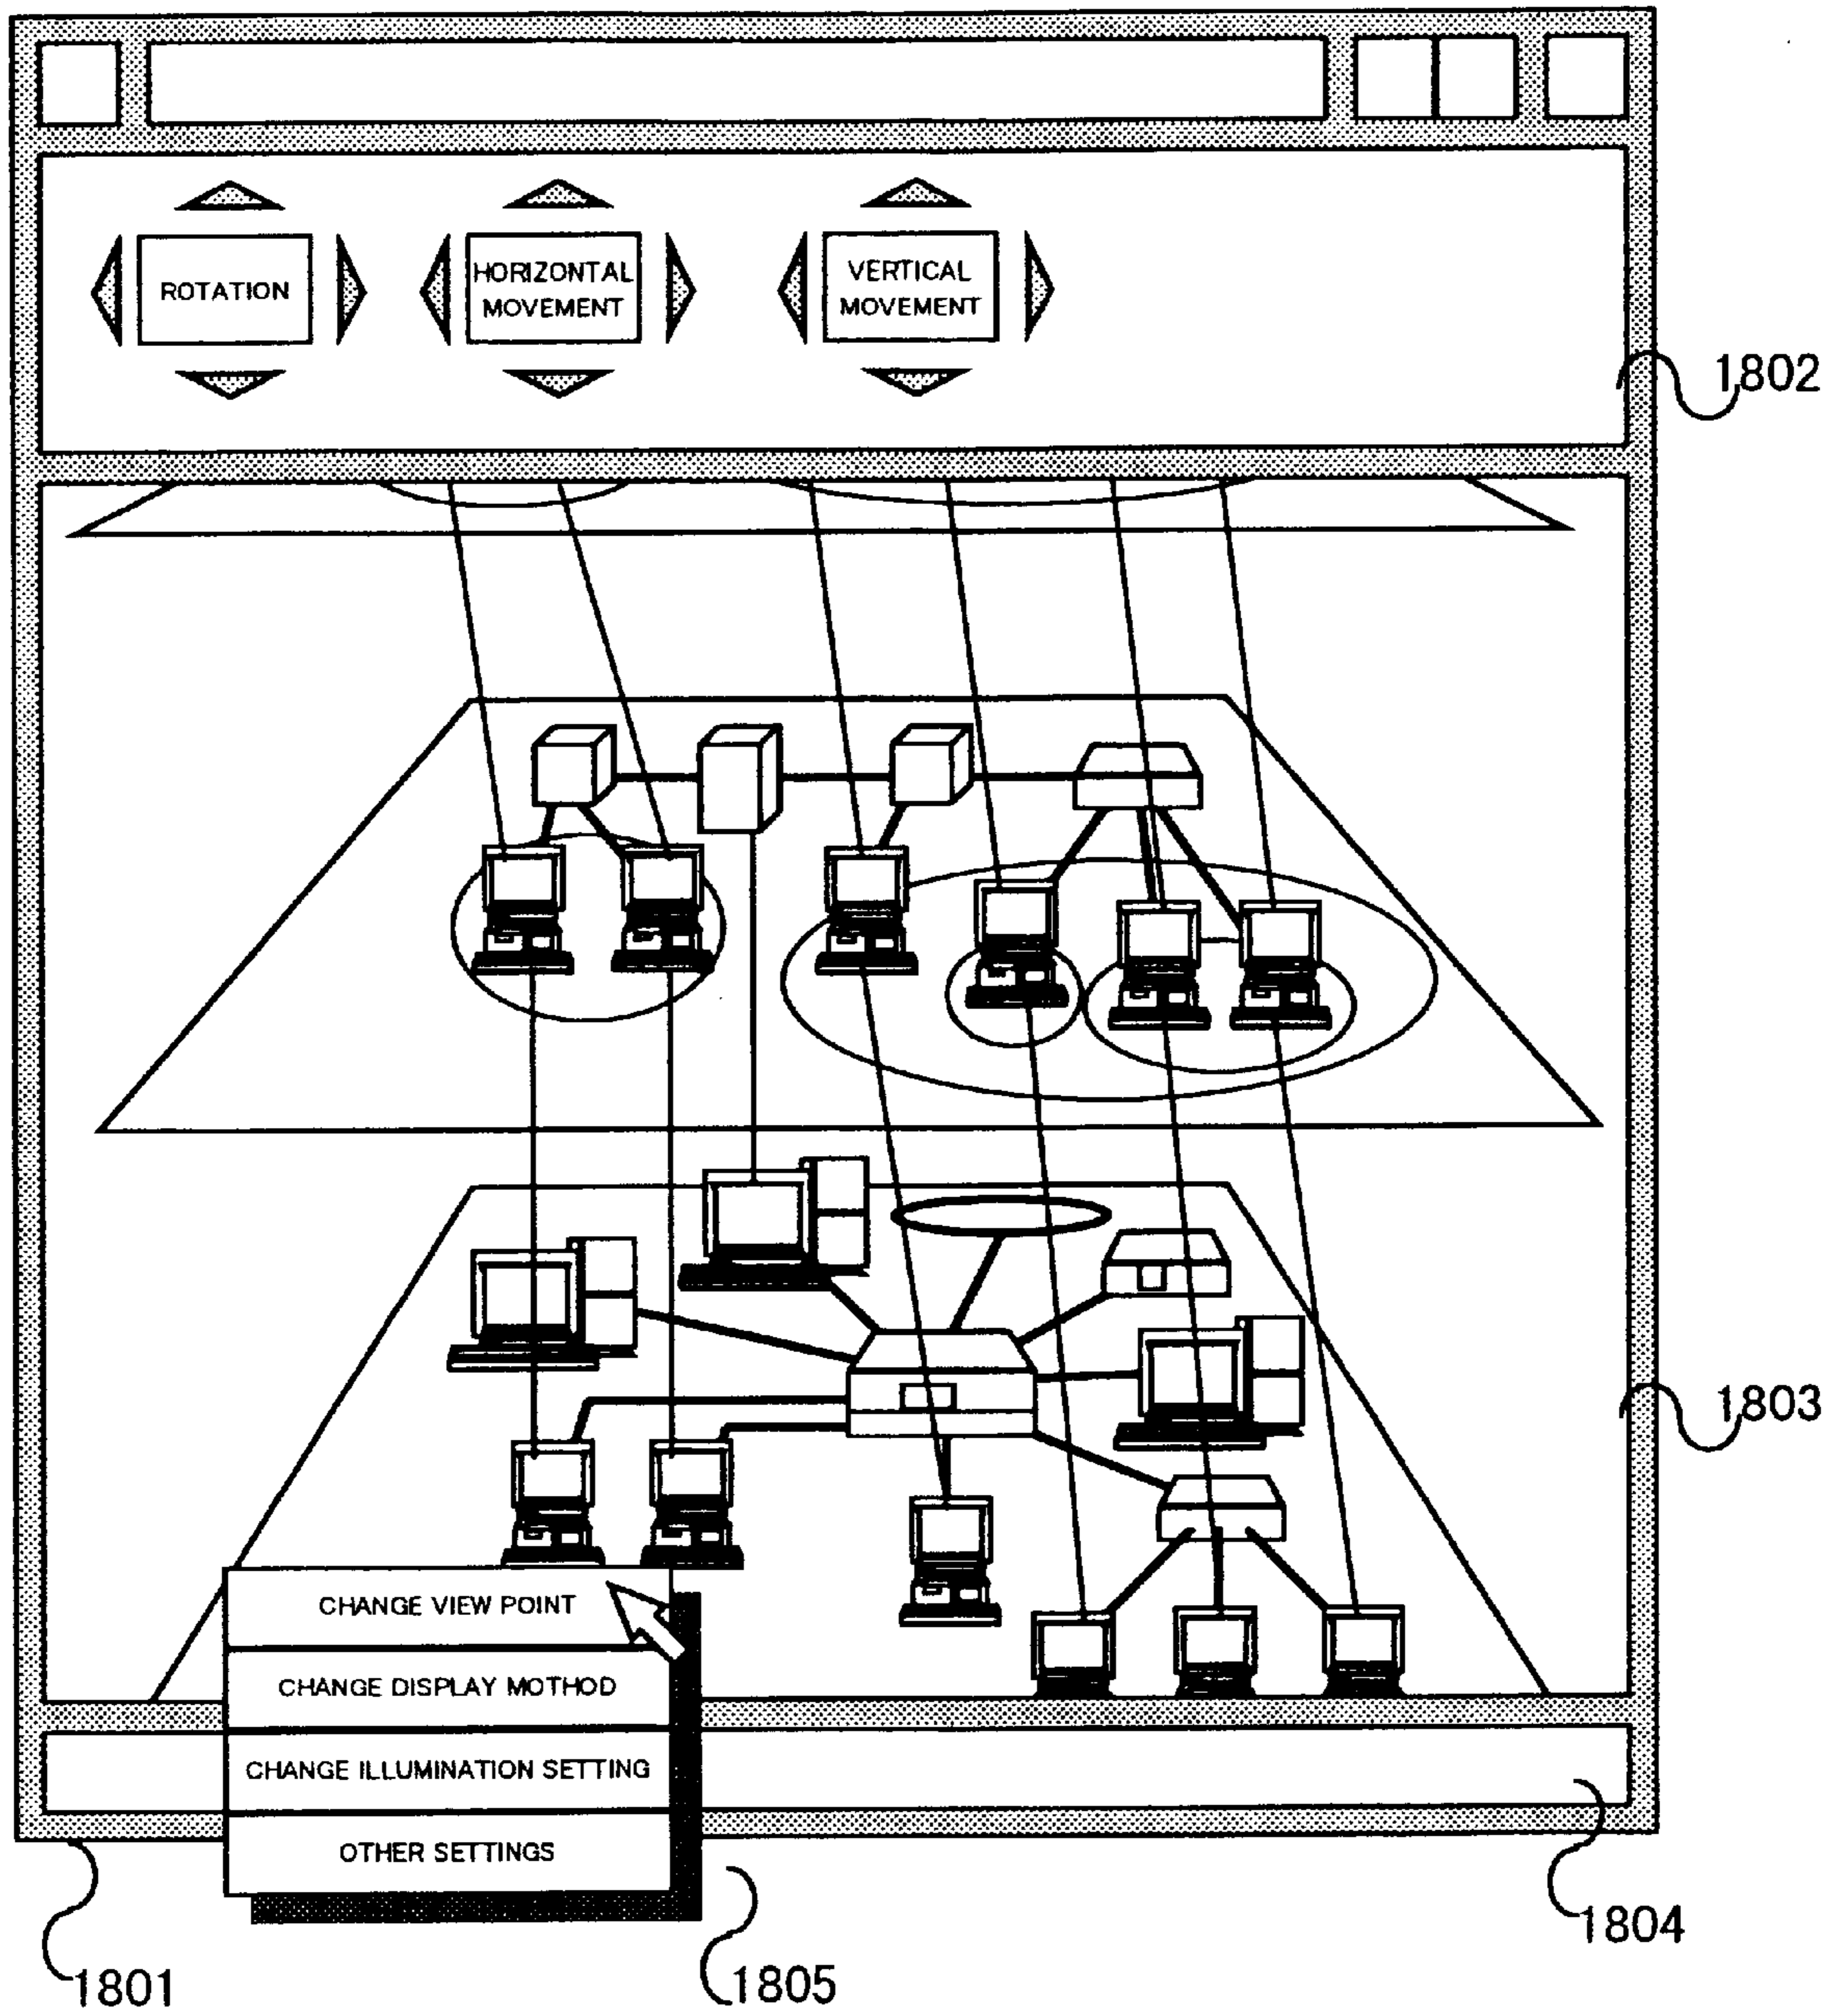 ROTATION
HORIZONTAL
MOVEMENT
VERTICAL
MOVEMENT
1802
1803
CHANGE VIEW POINT
CHANGE DISPLAY MOTHOD
CHANGE ILLUMINATION SETTING
OTHER SETTINGS
1804
1801
1805